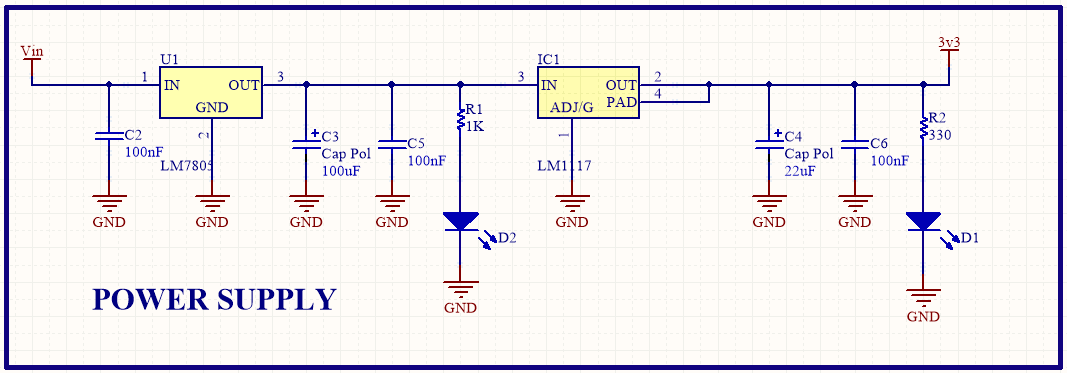 Vin
U1
IC1
3v3
1
IN
OUT
3
3
IN
OUT
2
PAD
4
GND
ADJ/G
2
1
C2
100nF
LM7805
C3
Cap Pol
100uF
C5
100nF
R1
1K
LM1117
C4
Cap Pol
22uF
C6
100nF
R2
330
GND
GND
GND
GND
GND
GND
GND
D2
D1
POWER SUPPLY
GND
GND